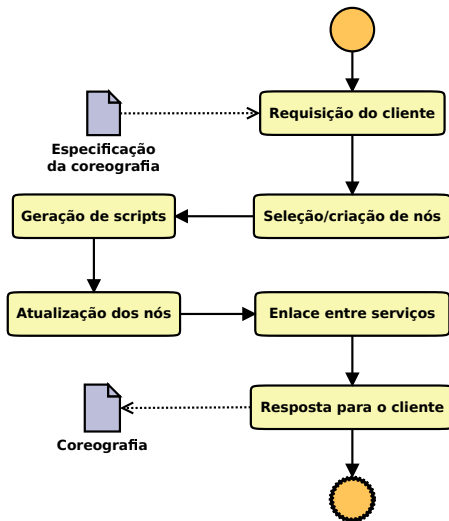 Requisição do cliente
Especificação
da coreografia
Seleção/criação de nós
Geração de scripts
Atualização dos nós
Enlace entre serviços
Resposta para o cliente
Coreografia